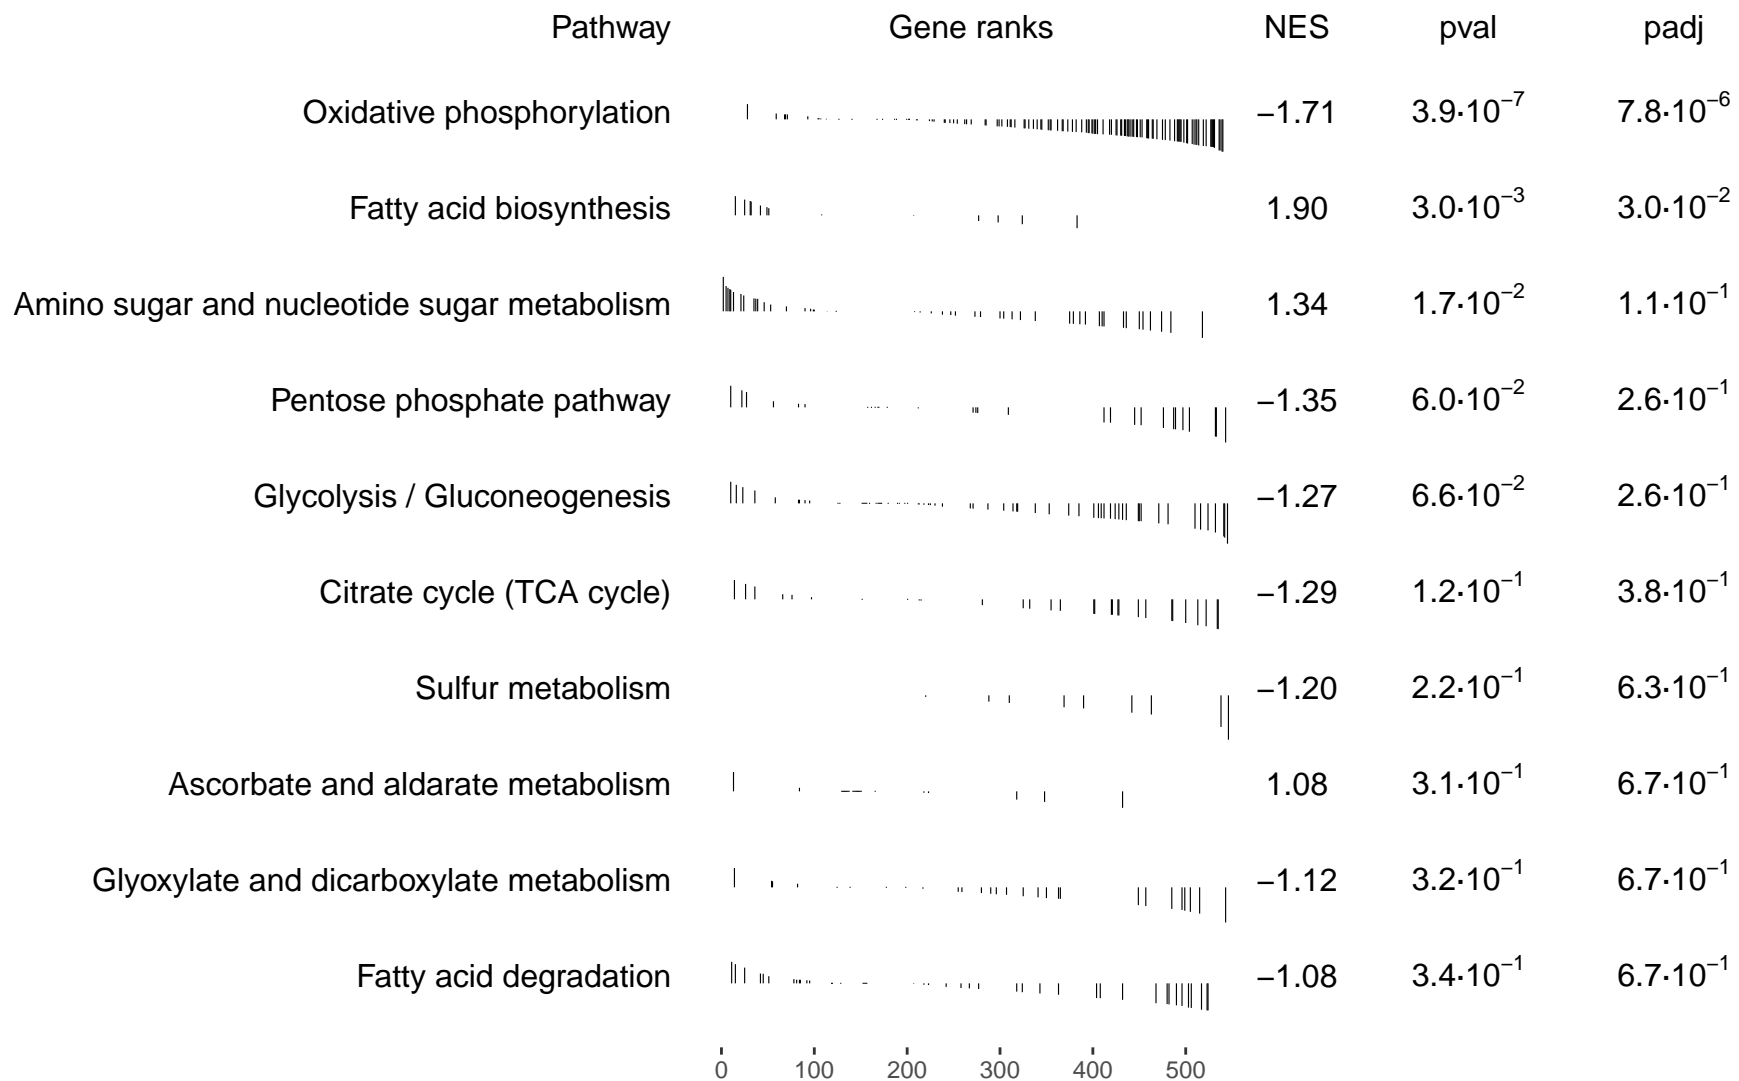 Pathway Gene ranks NES pval padj
Oxidative phosphorylation −1.71 3.9·10⁻⁷ 7.8·10⁻⁶
Fatty acid biosynthesis 1.90 3.0·10⁻³ 3.0·10⁻²
Amino sugar and nucleotide sugar metabolism 1.34 1.7·10⁻² 1.1·10⁻¹
Pentose phosphate pathway −1.35 6.0·10⁻² 2.6·10⁻¹
Glycolysis / Gluconeogenesis −1.27 6.6·10⁻² 2.6·10⁻¹
Citrate cycle (TCA cycle) −1.29 1.2·10⁻¹ 3.8·10⁻¹
Sulfur metabolism −1.20 2.2·10⁻¹ 6.3·10⁻¹
Ascorbate and aldarate metabolism 1.08 3.1·10⁻¹ 6.7·10⁻¹
Glyoxylate and dicarboxylate metabolism −1.12 3.2·10⁻¹ 6.7·10⁻¹
Fatty acid degradation −1.08 3.4·10⁻¹ 6.7·10⁻¹
0 100 200 300 400 500